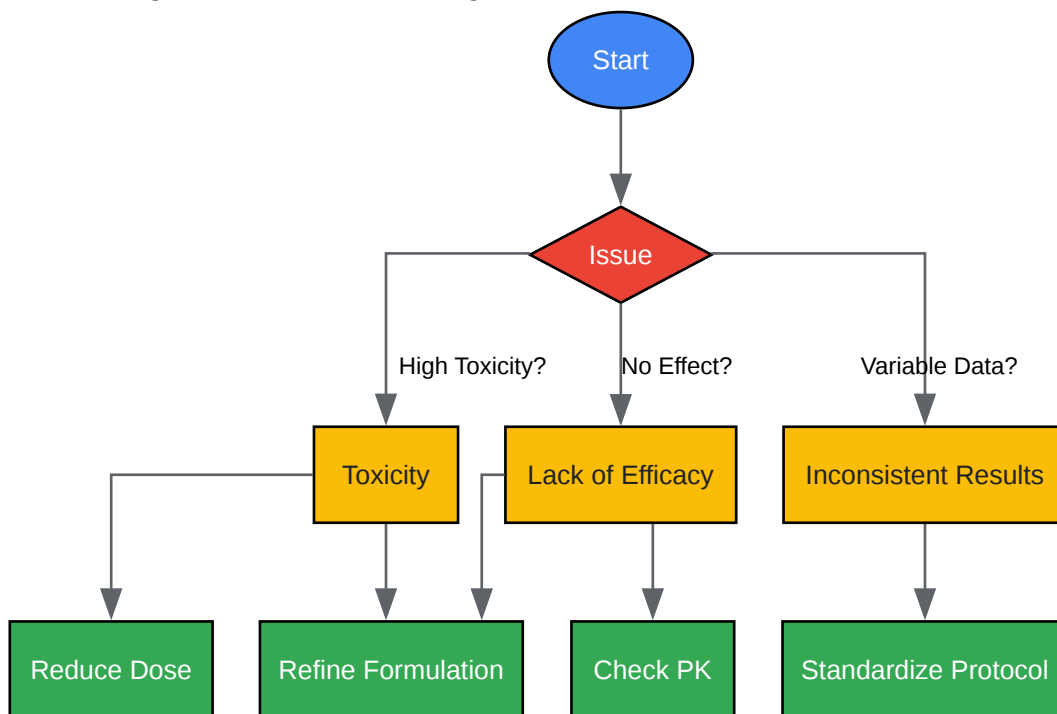 Start
Issue
High Toxicity?
No Effect?
Variable Data?
Toxicity
Lack of Efficacy
Inconsistent Results
Reduce Dose
Refine Formulation
Check PK
Standardize Protocol